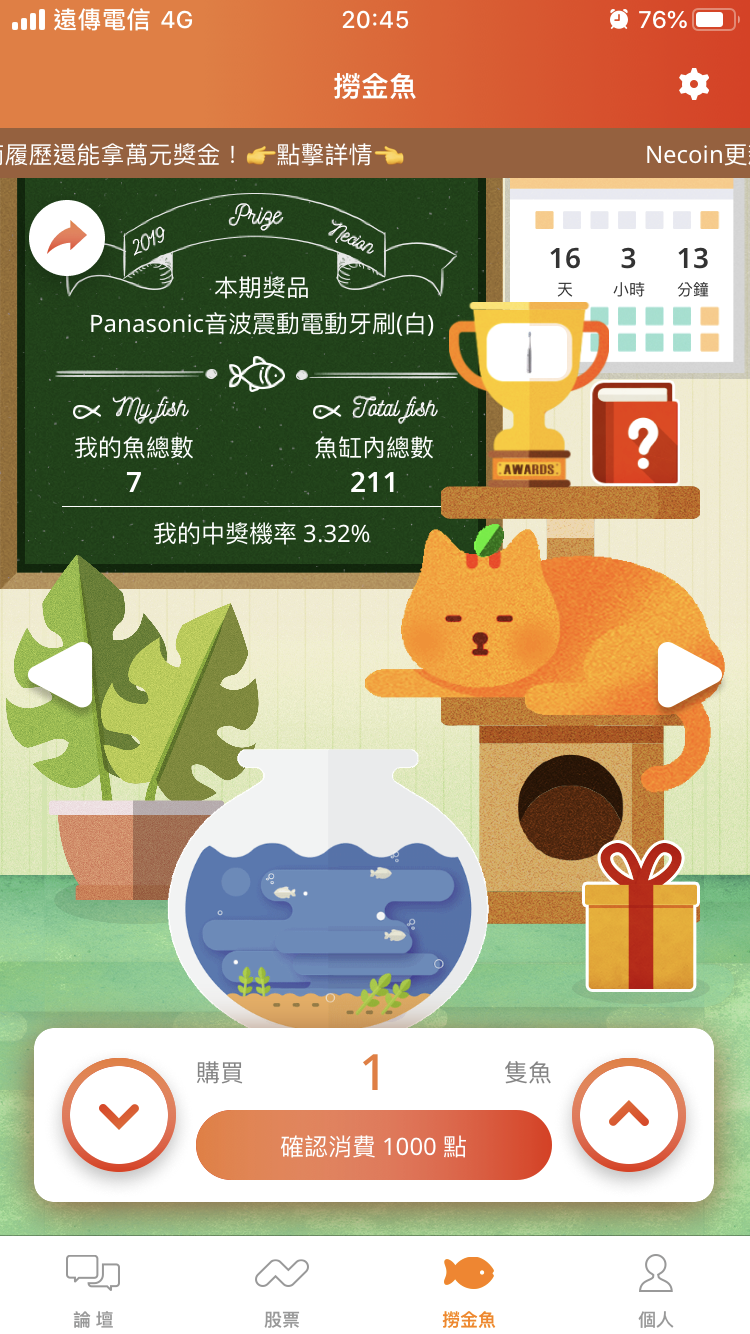 遠傳電信 4G
20:45
76%
撈金魚
履歷還能拿萬元獎金！👉點擊詳情👈
Necoin更
2019 Prize Necoin
本期獎品
Panasonic音波震動電動牙刷(白)
16 3 13
天 小時 分鐘
My fish Total fish
我的魚總數 魚缸內總數
7 211
我的中獎機率 3.32%
AWARDS
?
購買 1 隻魚
確認消費 1000 點
論壇 股票 撈金魚 個人